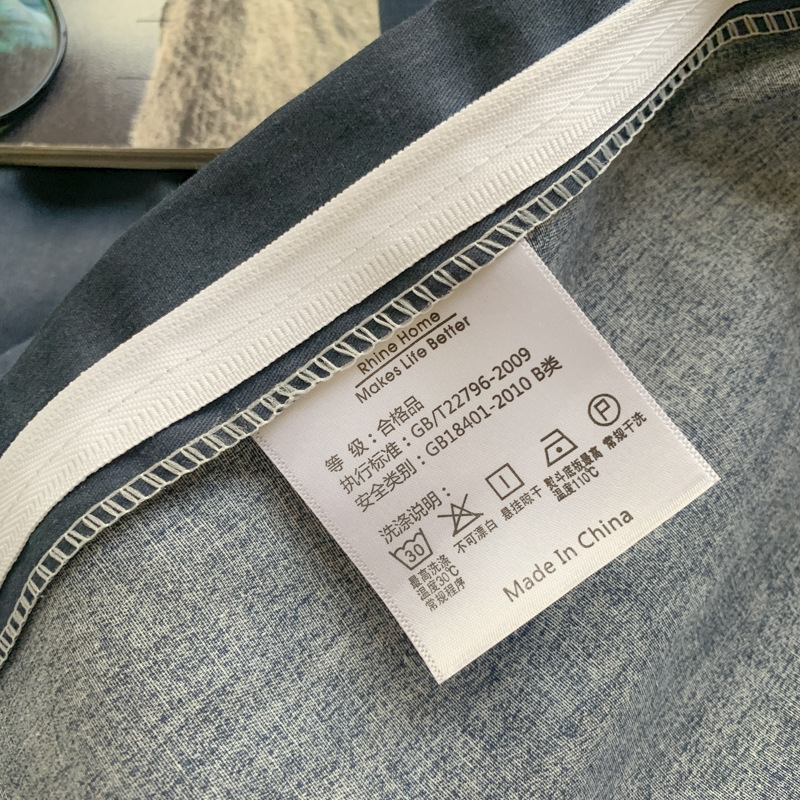 Rhine Home
Makes Life Better
等 级：合格品
执行标准：GB/T22796-2009
安全类别：GB18401-2010 B类
洗涤说明：
30
P
最高洗涤
温度30℃
常规程序
不可漂白
悬挂晾干
熨斗底板最高
温度110℃
常规干洗
Made In China